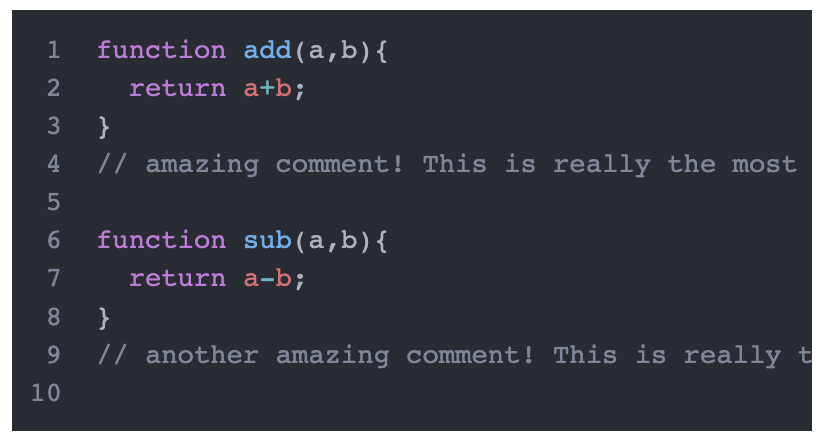 1 function add(a,b){
2   return a+b;
3 }
4 // amazing comment! This is really the most
5
6 function sub(a,b){
7   return a-b;
8 }
9 // another amazing comment! This is really
10